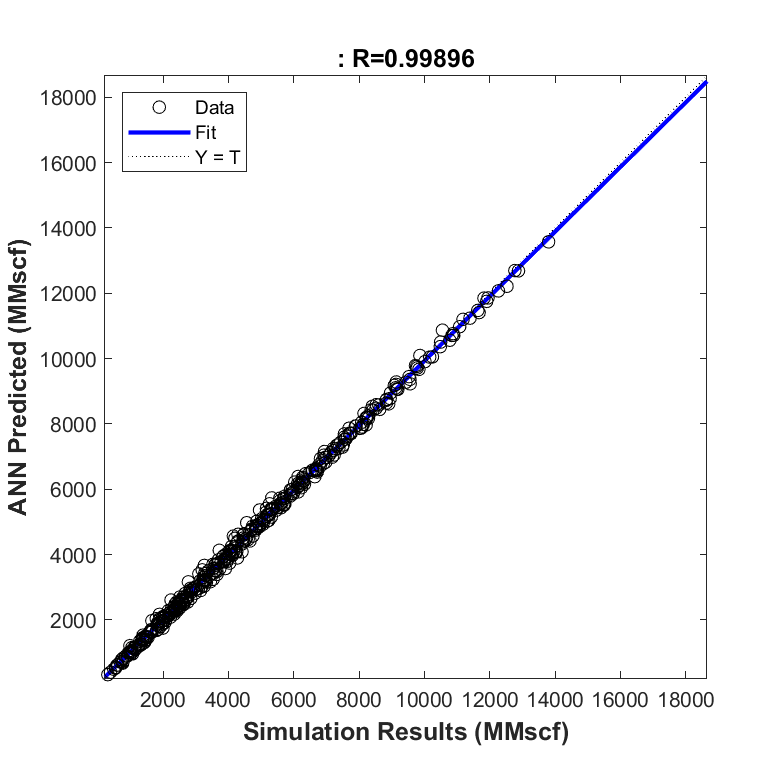 : R=0.99896
18000
16000
14000
12000
10000
8000
6000
4000
2000
ANN Predicted (MMscf)
Data
Fit
Y = T
2000 4000 6000 8000 10000 12000 14000 16000 18000
Simulation Results (MMscf)